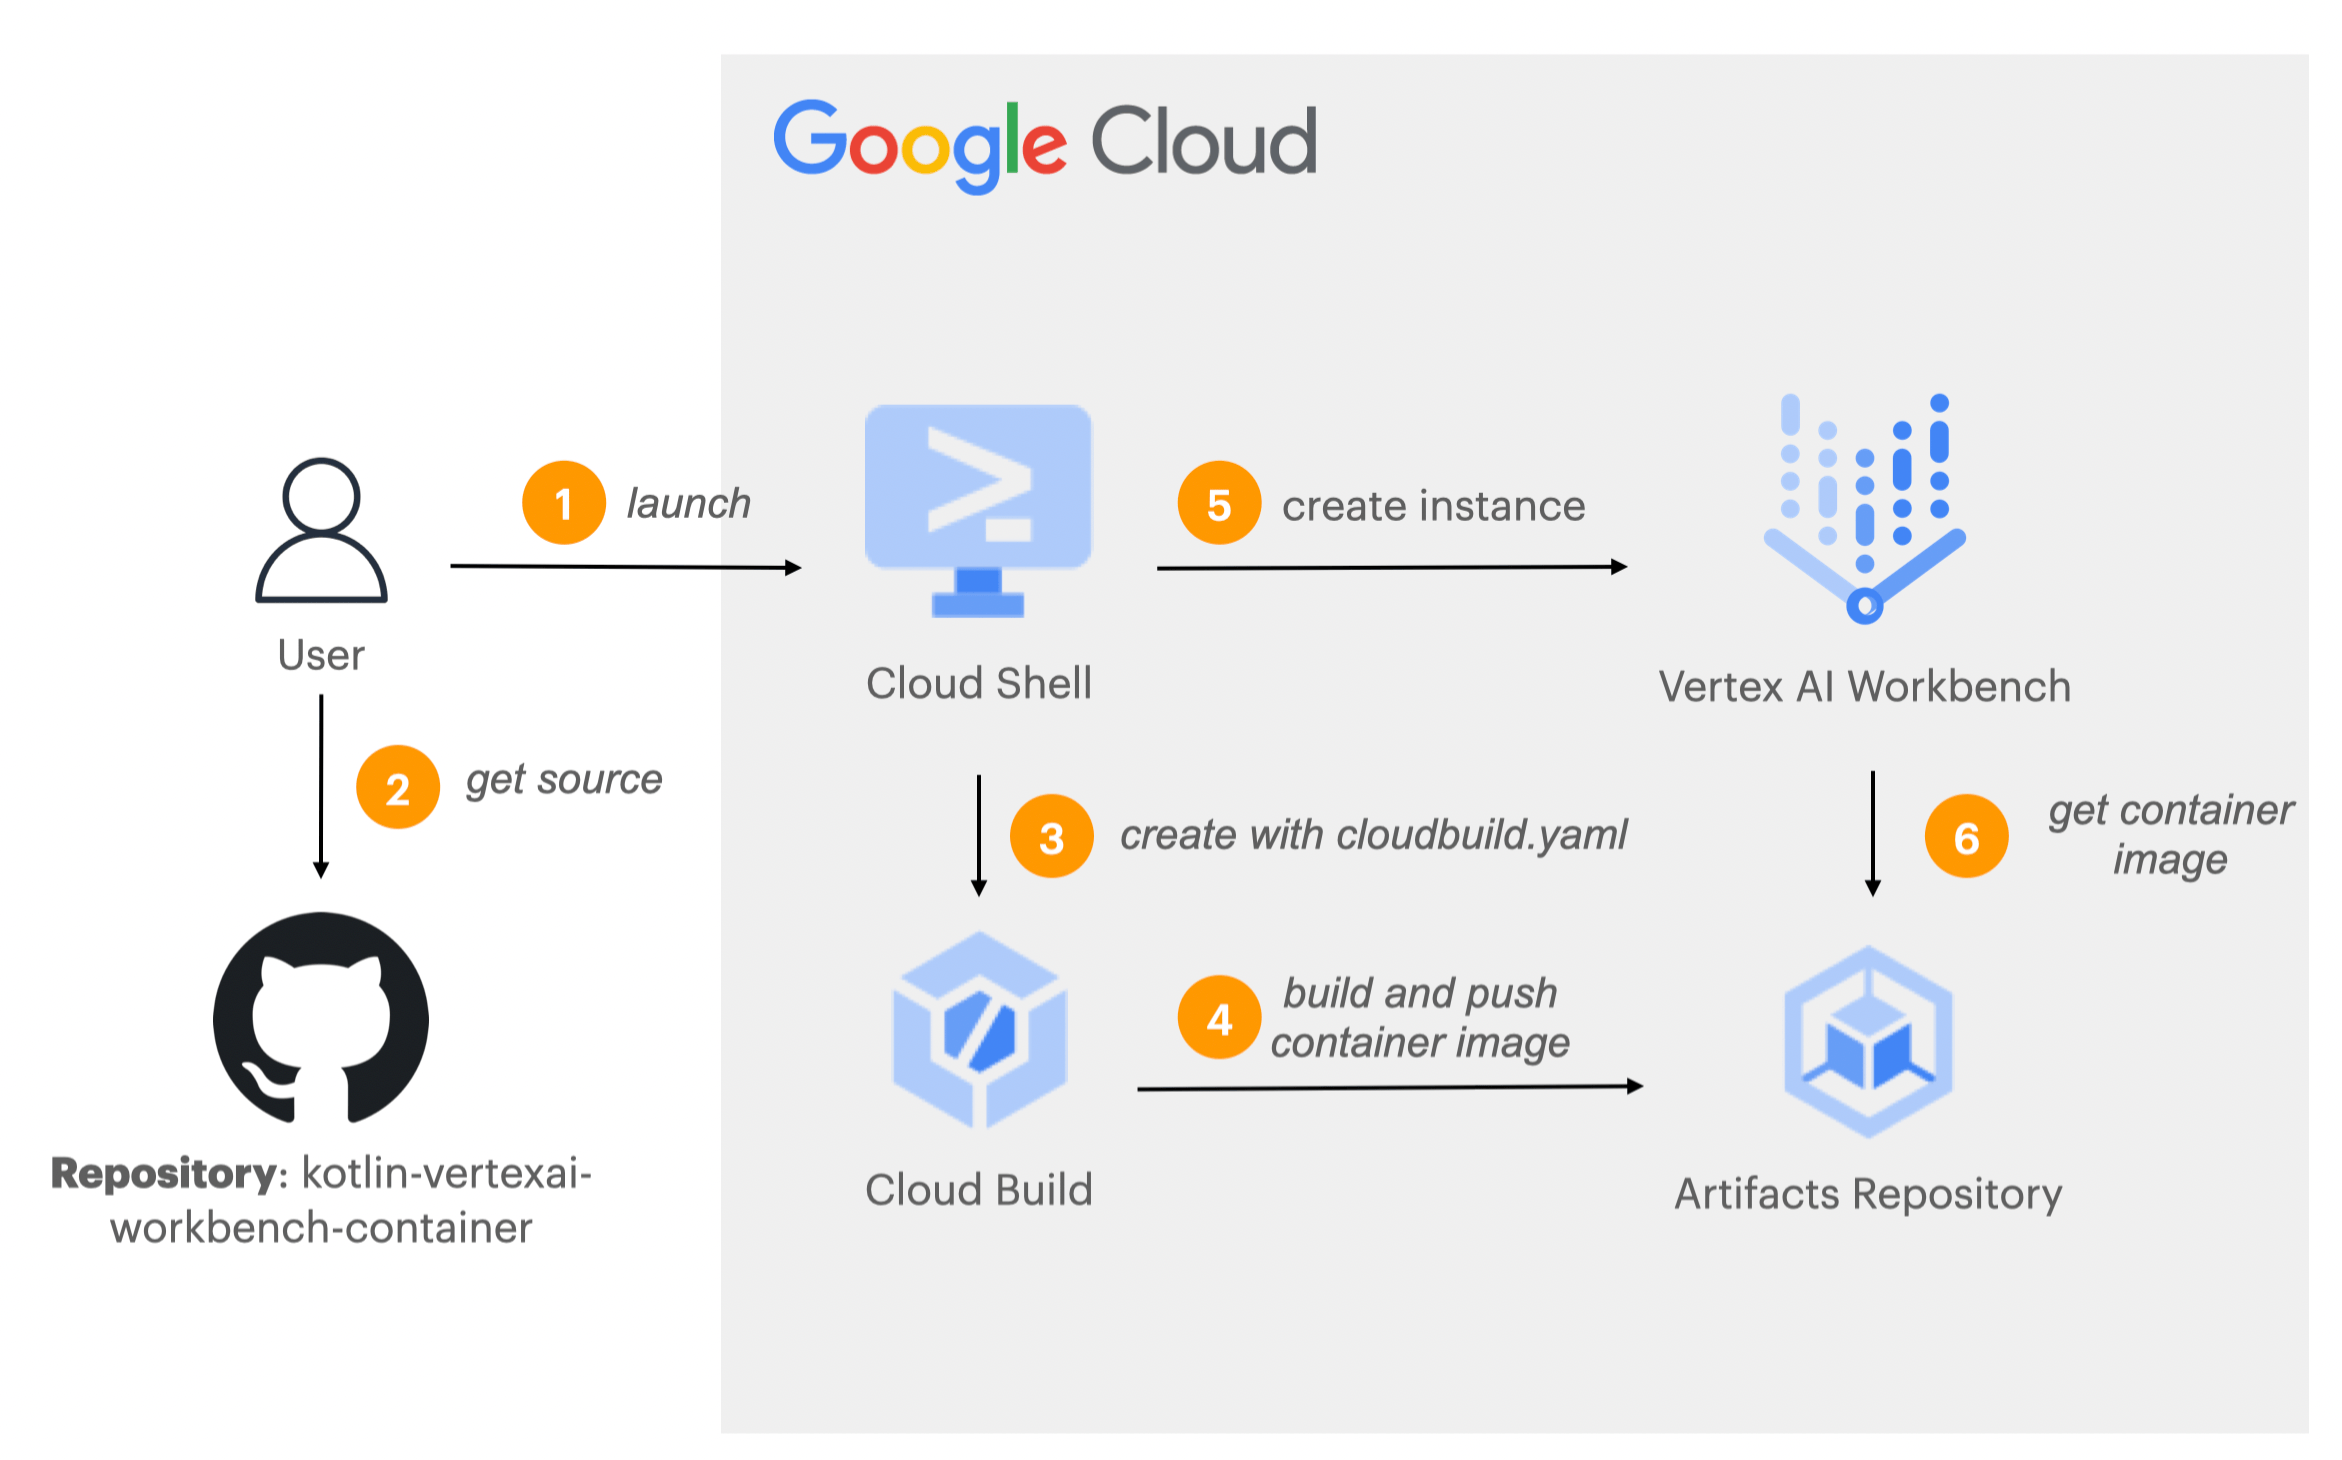 Google Cloud
1 launch
5 create instance
User
Cloud Shell
Vertex AI Workbench
2 get source
3 create with cloudbuild.yaml
6 get container
image
4 build and push
container image
Repository: kotlin-vertexai-
workbench-container
Cloud Build
Artifacts Repository